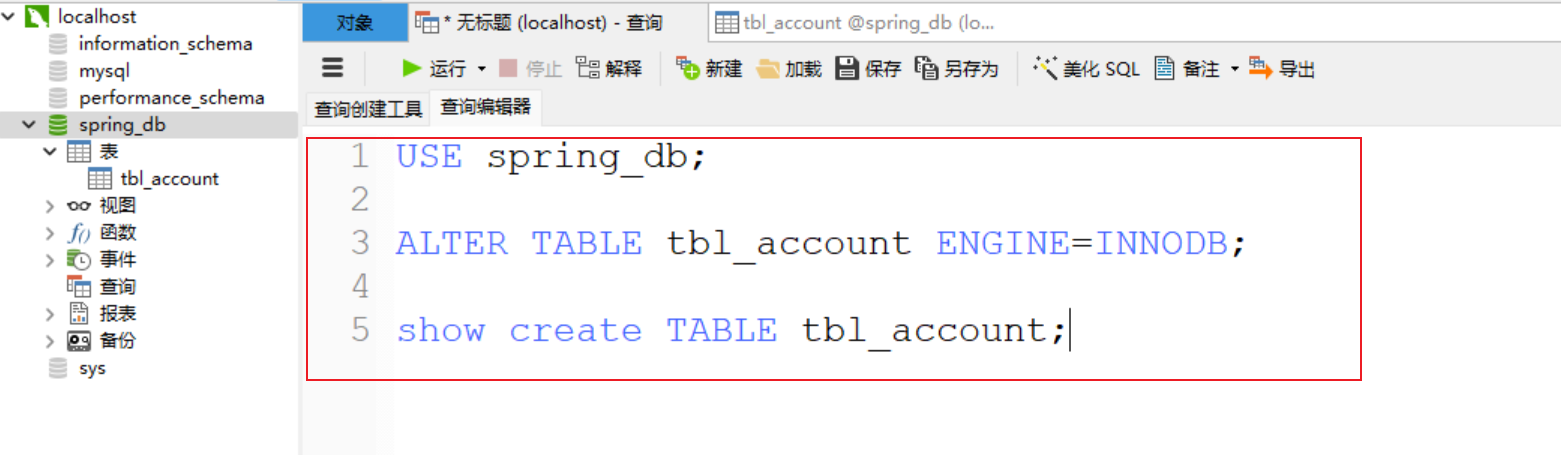 localhost
information_schema
mysql
performance_schema
spring_db
表
tbl_account
视图
函数
事件
查询
报表
备份
sys
对象 * 无标题 (localhost) - 查询 tbl_account @spring_db (lo...
运行 停止 解释 新建 加载 保存 另存为 美化 SQL 备注 导出
查询创建工具 查询编辑器
1 USE spring_db;
2
3 ALTER TABLE tbl_account ENGINE=INNODB;
4
5 show create TABLE tbl_account;